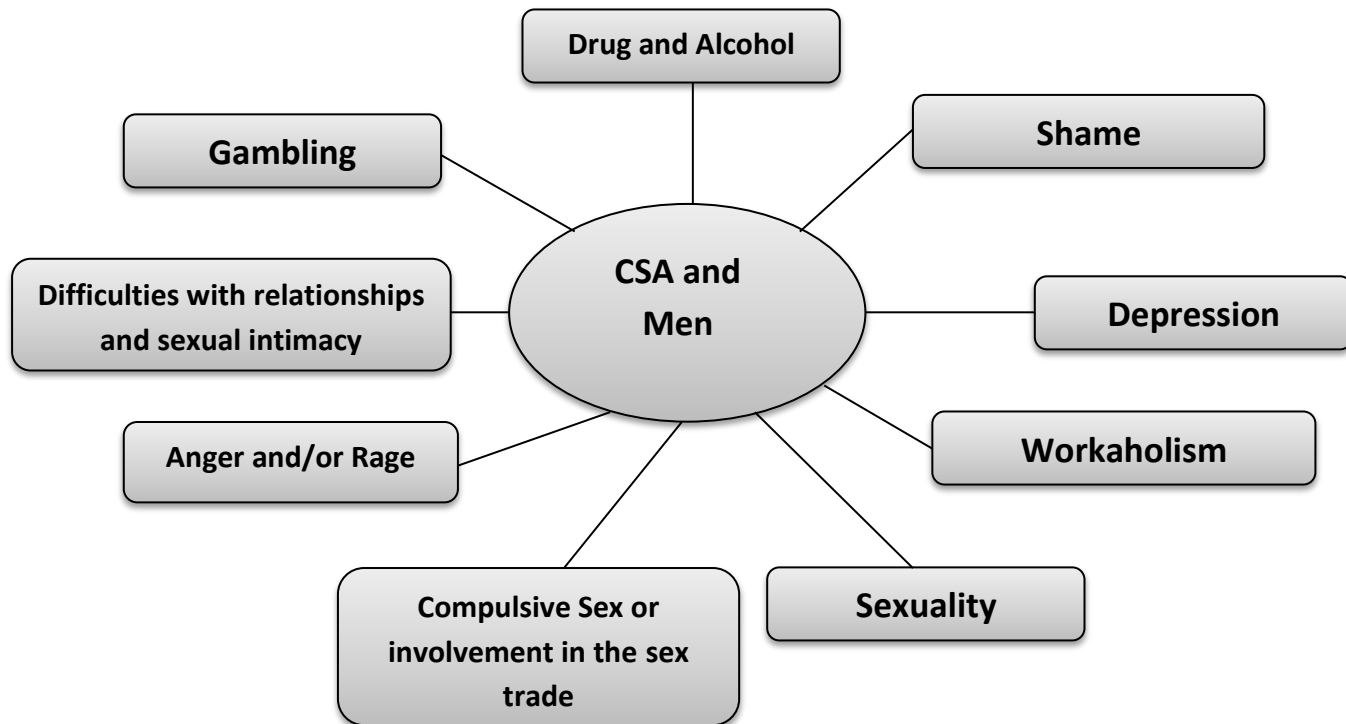 Drug and Alcohol
Gambling
Shame
CSA and
Men
Difficulties with relationships
and sexual intimacy
Depression
Anger and/or Rage
Workaholism
Compulsive Sex or
involvement in the sex
trade
Sexuality